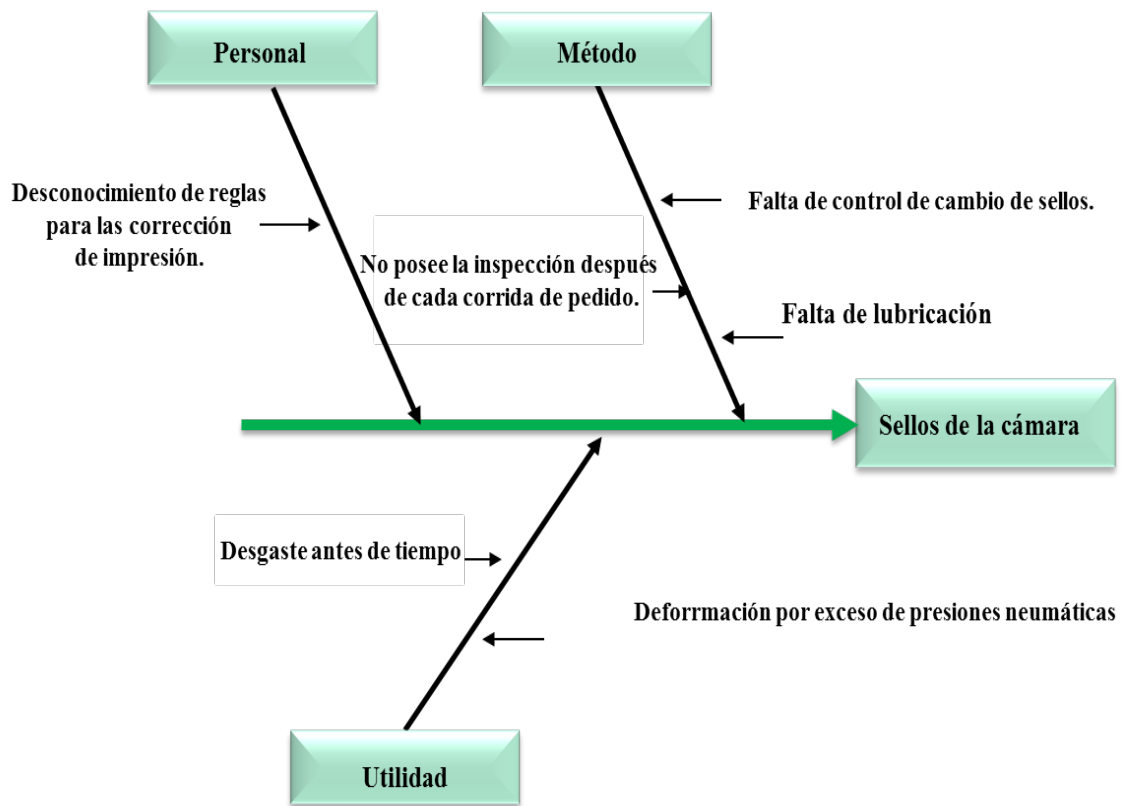 Personal
Método
Desconocimiento de reglas
para las corrección
de impresión.
Falta de control de cambio de sellos.
No posee la inspección después
de cada corrida de pedido.
Falta de lubricación
Sellos de la cámara
Desgaste antes de tiempo
Deforrmación por exceso de presiones neumáticas
Utilidad